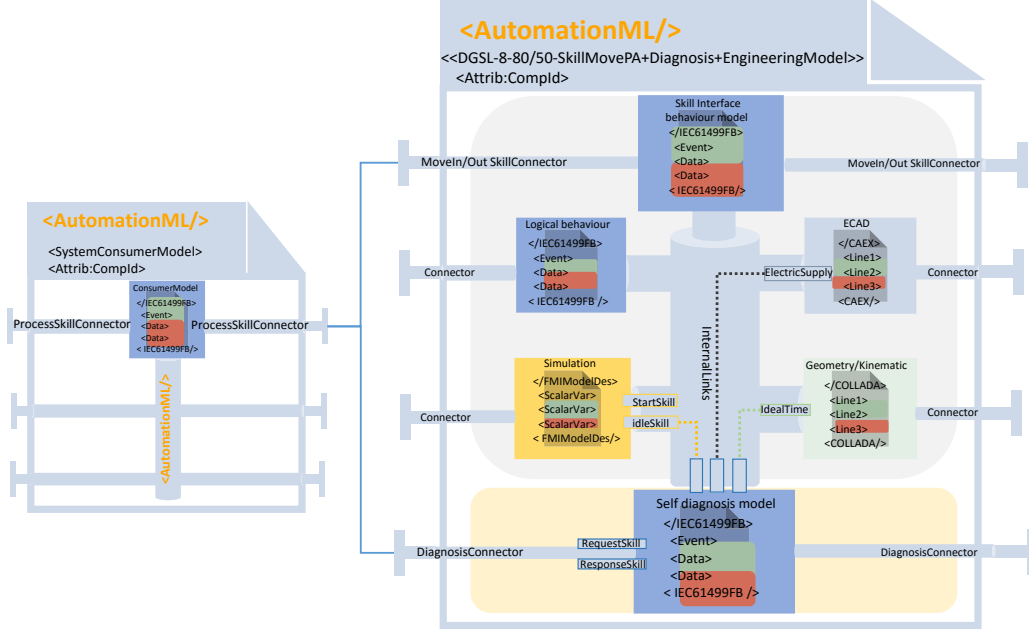 <AutomationML/>
<<DGSL-8-80/50-SkillMovePA+Diagnosis+EngineeringModel>>
<Attrib:CompId>
Skill Interface
behaviour model
</IEC61499FB>
<Event>
<Data>
<Data>
< IEC61499FB/>
MoveIn/Out SkillConnector
MoveIn/Out SkillConnector
<AutomationML/>
<SystemConsumerModel>
<Attrib:CompId>
ConsumerModel
</IEC61499FB>
<Event>
<Data>
<Data>
< IEC61499FB/>
ProcessSkillConnector
ProcessSkillConnector
<AutomationML/>
Logical behaviour
</IEC61499FB>
<Event>
<Data>
<Data>
< IEC61499FB />
Connector
ECAD
</CAEX>
<Line1>
<Line2>
<Line3>
<CAEX/>
ElectricSupply
Connector
InternalLinks
Simulation
</FMIModelDes>
<ScalarVar>
<ScalarVar>
<ScalarVar>
< FMIModelDes/>
StartSkill
idleSkill
Connector
Geometry/Kinematic
</COLLADA>
<Line1>
<Line2>
<Line3>
<COLLADA/>
IdealTime
Connector
Self diagnosis model
</IEC61499FB>
<Event>
<Data>
<Data>
< IEC61499FB />
RequestSkill
ResponseSkill
DiagnosisConnector
DiagnosisConnector